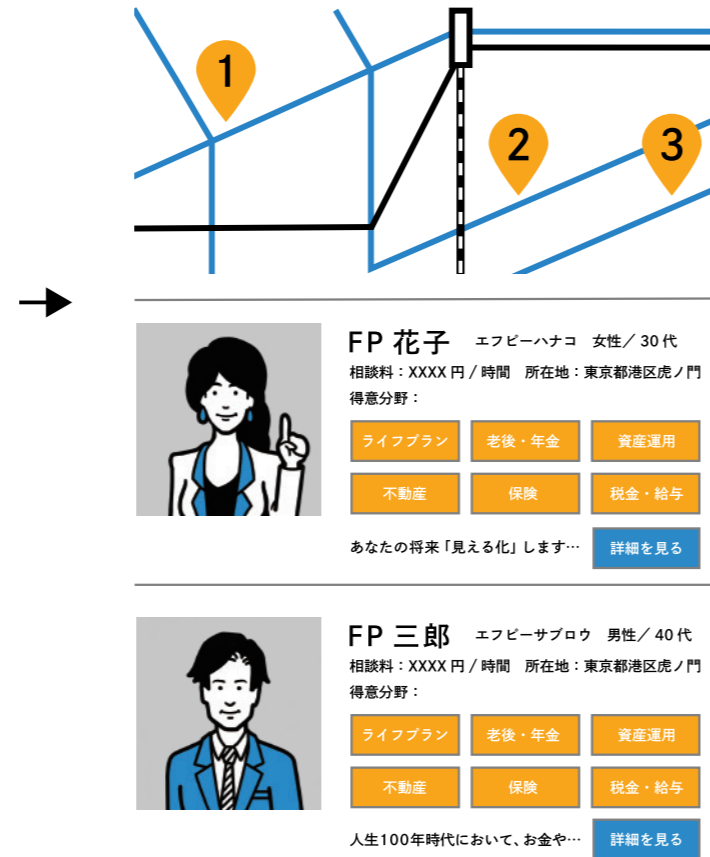 1
2
3
FP 花子 エフピーハナコ 女性／30代
相談料：XXXX 円 / 時間 所在地：東京都港区虎ノ門
得意分野：
ライフプラン 老後・年金 資産運用
不動産 保険 税金・給与
あなたの将来「見える化」します… 詳細を見る
FP 三郎 エフピーサブロウ 男性／40代
相談料：XXXX 円 / 時間 所在地：東京都港区虎ノ門
得意分野：
ライフプラン 老後・年金 資産運用
不動産 保険 税金・給与
人生100年時代において、お金や… 詳細を見る